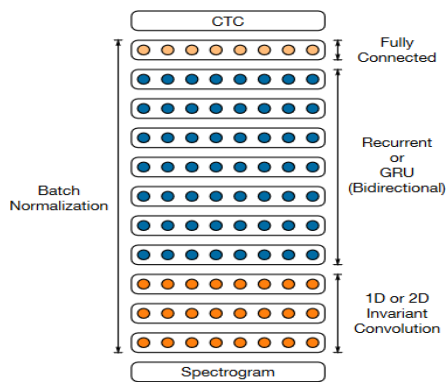 CTC
Fully
Connected
Recurrent
or
GRU
(Bidirectional)
Batch
Normalization
1D or 2D
Invariant
Convolution
Spectrogram